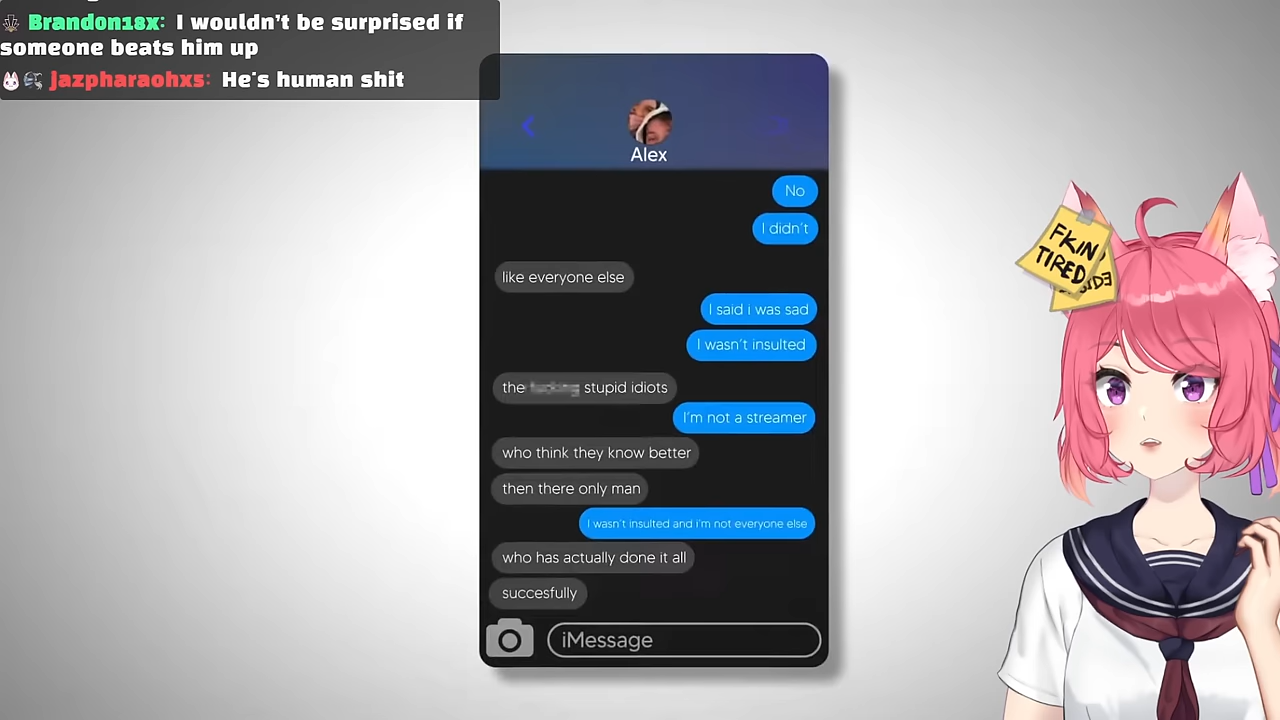 Brandon18x: I wouldn't be surprised if
someone beats him up
jazpharaohxs: He's human shit
Alex
No
I didn't
like everyone else
I said i was sad
I wasn't insulted
the stupid idiots
I'm not a streamer
who think they know better
then there only man
I wasn't insulted and i'm not everyone else
who has actually done it all
succesfully
iMessage
FKIN
TIRED